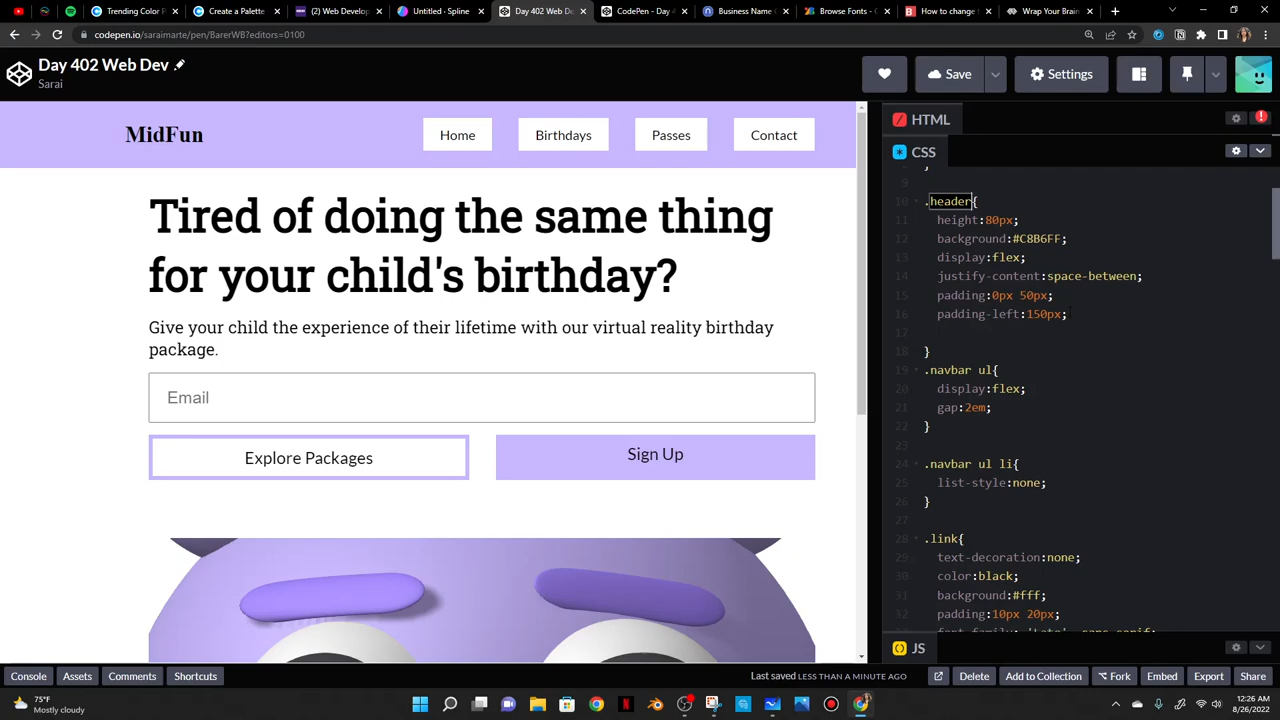 Trending Color P
Create a Palette
(2) Web Develop
Untitled - Spline
Day 402 Web De
CodePen - Day 4
Business Name G
Browse Fonts - G
How to change t
Wrap Your Brain
codepen.io/saraimarte/pen/BarerWB?editors=0100
Day 402 Web Dev
Sarai
Save
Settings
MidFun
Home
Birthdays
Passes
Contact
Tired of doing the same thing
for your child's birthday?
Give your child the experience of their lifetime with our virtual reality birthday
package.
Email
Explore Packages
Sign Up
HTML
CSS
9
10 .header{
11 height:80px;
12 background:#C8B6FF;
13 display:flex;
14 justify-content:space-between;
15 padding:0px 50px;
16 padding-left:150px;
17
18 }
19 .navbar ul{
20 display:flex;
21 gap:2em;
22 }
23
24 .navbar ul li{
25 list-style:none;
26 }
27
28 .link{
29 text-decoration:none;
30 color:black;
31 background:#fff;
32 padding:10px 20px;
font-family: 'Lato', sans-serif;
JS
Console
Assets
Comments
Shortcuts
Last saved LESS THAN A MINUTE AGO
Delete
Add to Collection
Fork
Embed
Export
Share
75°F
Mostly cloudy
12:26 AM
8/26/2022